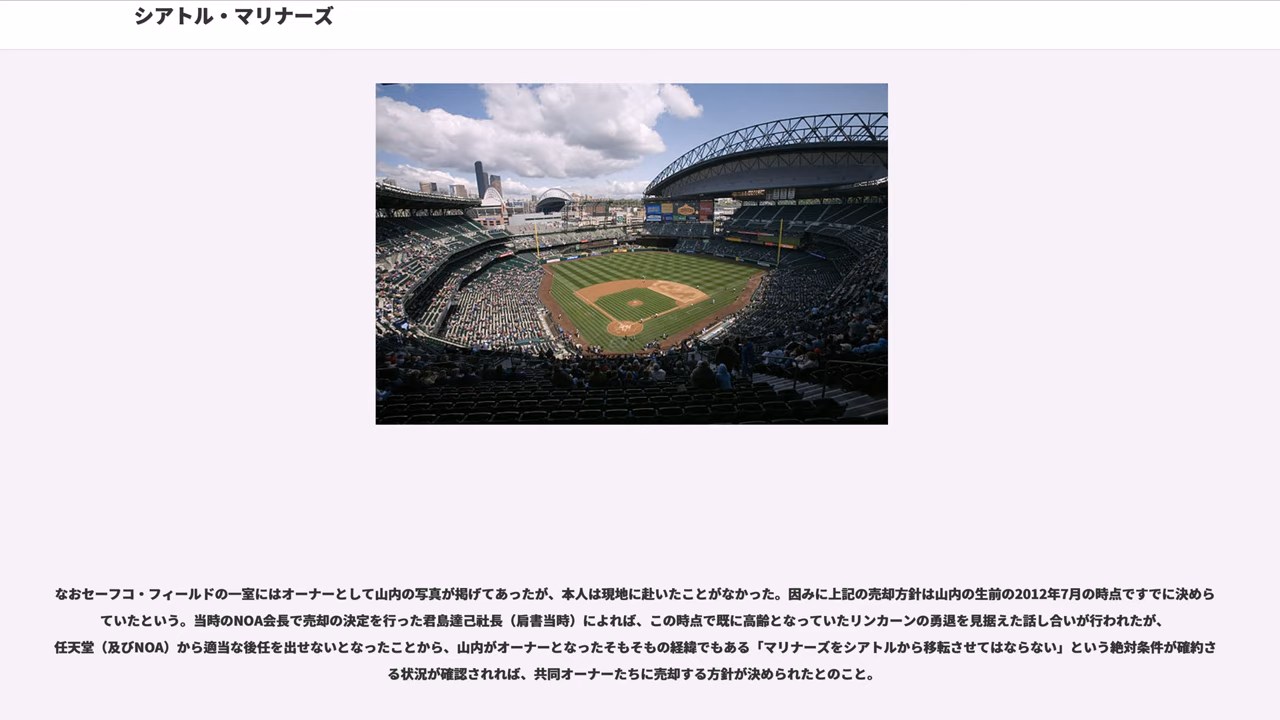 シアトル・マリナーズ
なおセーフコ・フィールドの一室にはオーナーとして山内の写真が掲げてあったが、本人は現地に赴いたことがなかった。因みに上記の売却方針は山内の生前の2012年7月の時点ですでに決めら
ていたという。当時のNOA会長で売却の決定を行った君島達己社長（肩書当時）によれば、この時点で既に高齢となっていたリンカーンの勇退を見据えた話し合いが行われたが、
任天堂（及びNOA）から適当な後任を出せないとなったことから、山内がオーナーとなったそもそもの経緯でもある「マリナーズをシアトルから移転させてはならない」という絶対条件が確約さ
る状況が確認されれば、共同オーナーたちに売却する方針が決められたとのこと。